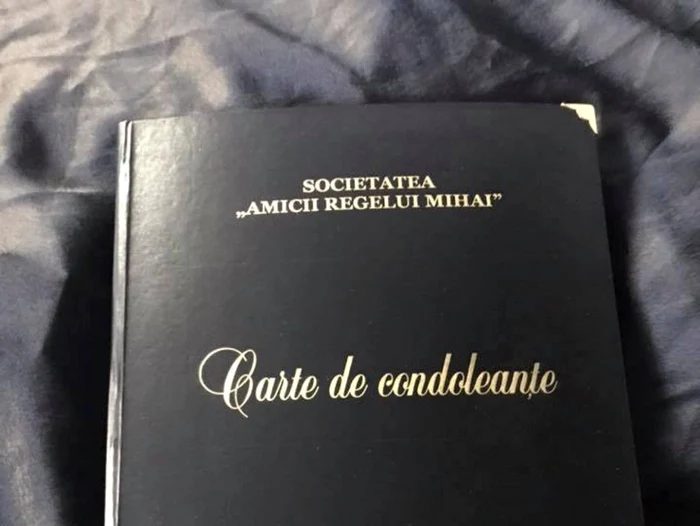 SOCIETATEA
„AMICII REGELUI MIHAI”
Carte de condoleanțe